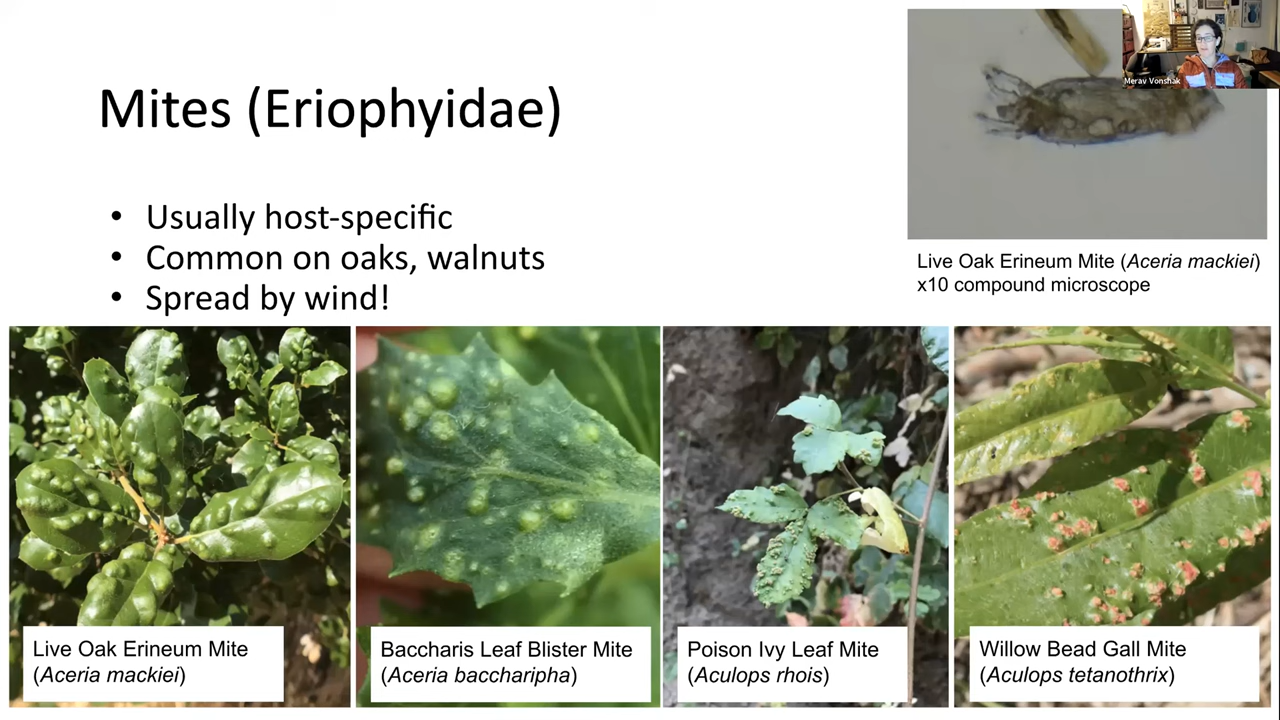 Mites (Eriophyidae)
• Usually host-specific
• Common on oaks, walnuts
• Spread by wind!
Merav Vonshak
Live Oak Erineum Mite (Aceria mackiei)
x10 compound microscope
Live Oak Erineum Mite
(Aceria mackiei)
Baccharis Leaf Blister Mite
(Aceria baccharipha)
Poison Ivy Leaf Mite
(Aculops rhois)
Willow Bead Gall Mite
(Aculops tetanothrix)